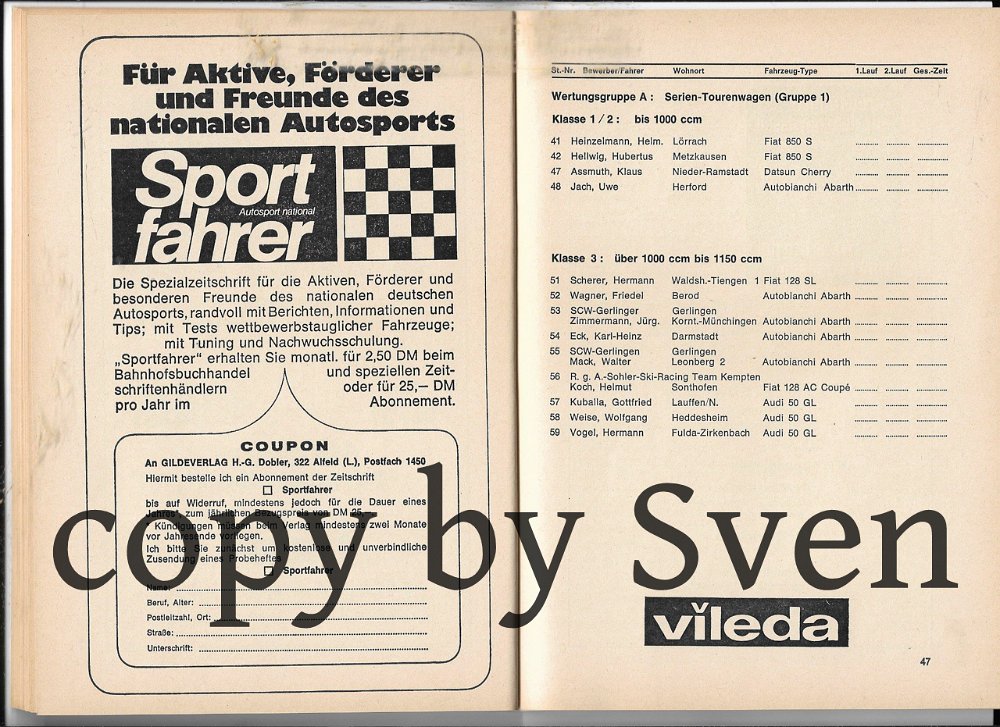 Für Aktive, Förderer
und Freunde des
nationalen Autosports
Sport
Autosport national
fahrer
Die Spezialzeitschrift für die Aktiven, Förderer und
besonderen Freunde des nationalen deutschen
Autosports, randvoll mit Berichten, Informationen und
Tips; mit Tests wettbewerbstauglicher Fahrzeuge;
mit Tuning und Nachwuchsschulung.
„Sportfahrer" erhalten Sie monatl. für 2,50 DM beim
Bahnhofsbuchhandel und speziellen Zeit-
schriftenhändlern oder für 25,— DM
pro Jahr im Abonnement.
COUPON
An GILDEVERLAG H.-G. Dobler, 322 Alfeld (L.), Postfach 1450
Hiermit bestelle ich ein Abonnement der Zeitschrift
Sportfahrer
bis auf Widerruf, mindestens jedoch für die Dauer eines
Jahres*, zum jährlichen Bezugspreis von DM 25,—
* Kündigungen müssen beim Verlag mindestens zwei Monate
vor Jahresende vorliegen.
Ich bitte Sie zunächst um kostenlose und unverbindliche
Zusendung eines Probeheftes
Sportfahrer
Name:
Beruf, Alter:
Postleitzahl, Ort:
Straße:
Unterschrift:
St.-Nr. Bewerber/Fahrer Wohnort Fahrzeug-Type 1.Lauf 2.Lauf Ges.-Zeit
Wertungsgruppe A: Serien-Tourenwagen (Gruppe 1)
Klasse 1/2: bis 1000 ccm
41 Heinzelmann, Helm. Lörrach Fiat 850 S
42 Hellwig, Hubertus Metzkausen Fiat 850 S
47 Assmuth, Klaus Nieder-Ramstadt Datsun Cherry
48 Jach, Uwe Herford Autobianchi Abarth
Klasse 3: über 1000 ccm bis 1150 ccm
51 Scherer, Hermann Waldsh.-Tiengen 1 Fiat 128 SL
52 Wagner, Friedel Berod Autobianchi Abarth
53 SCW-Gerlinger Gerlingen
Zimmermann, Jürg. Kornt.-Münchingen Autobianchi Abarth
54 Eck, Karl-Heinz Darmstadt Autobianchi Abarth
55 SCW-Gerlingen Gerlingen
Mack, Walter Leonberg 2 Autobianchi Abarth
56 R. g. A.-Sohler-Ski-Racing Team Kempten
Koch, Helmut Sonthofen Fiat 128 AC Coupé
57 Kuballa, Gottfried Lauffen/N. Audi 50 GL
58 Weise, Wolfgang Heddesheim Audi 50 GL
59 Vogel, Hermann Fulda-Zirkenbach Audi 50 GL
copy by Sven
vileda
47